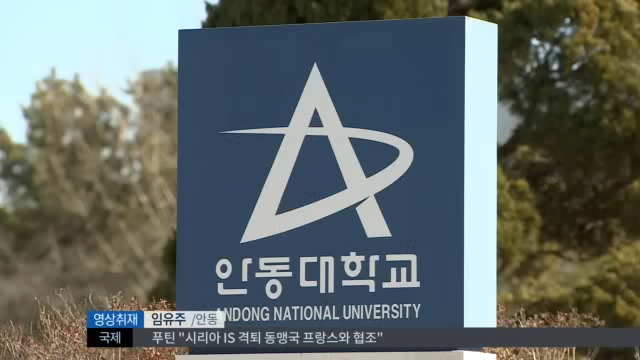 안동대학교
ANDONG NATIONAL UNIVERSITY
영상취재 임유주 /안동
국제 푸틴 "시리아 IS 격퇴 동맹국 프랑스와 협조"